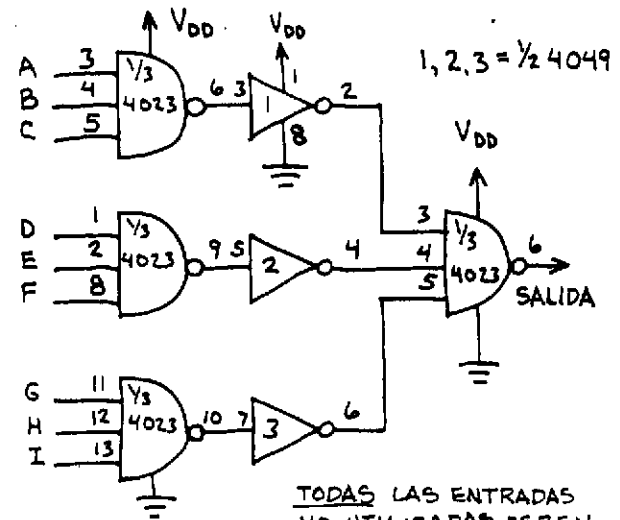 V_DD
V_DD
1, 2, 3 = ½ 4049
A 3
B 4
C 5
1/3
4023
6 3
1
1
8
2
V_DD
D 1
E 2
F 8
1/3
4023
9 5
2
4
3
4
5
1/3
4023
6
SALIDA
G 11
H 12
I 13
1/3
4023
10 7
3
6
TODAS LAS ENTRADAS